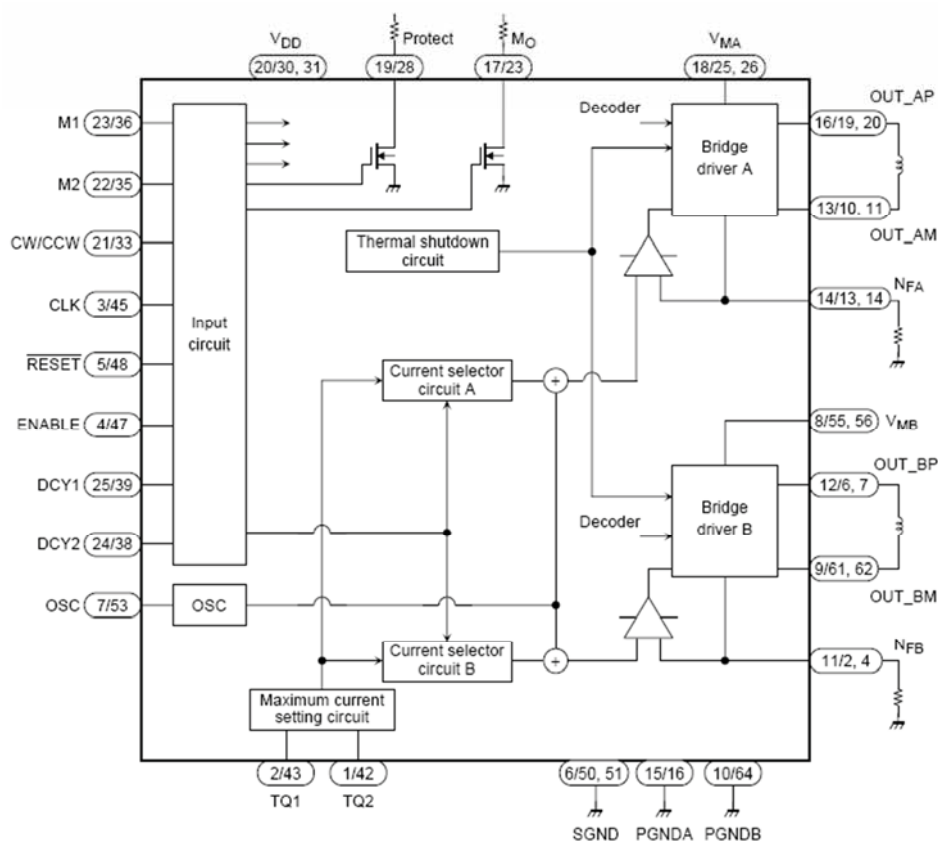 VDD
Protect
MO
VMA
20/30, 31
19/28
17/23
18/25, 26
OUT_AP
M1
23/36
Decoder
16/19, 20
Bridge
driver A
M2
22/35
13/10, 11
OUT_AM
CW/CCW
21/33
Thermal shutdown
circuit
NFA
14/13, 14
CLK
3/45
Input
circuit
RESET
5/48
Current selector
circuit A
+
ENABLE
4/47
8/55, 56
VMB
OUT_BP
DCY1
25/39
12/6, 7
Bridge
driver B
Decoder
DCY2
24/38
9/61, 62
OUT_BM
OSC
7/53
OSC
Current selector
circuit B
+
NFB
11/2, 4
Maximum current
setting circuit
2/43
1/42
6/50, 51
15/16
10/64
TQ1
TQ2
SGND
PGNDA
PGNDB